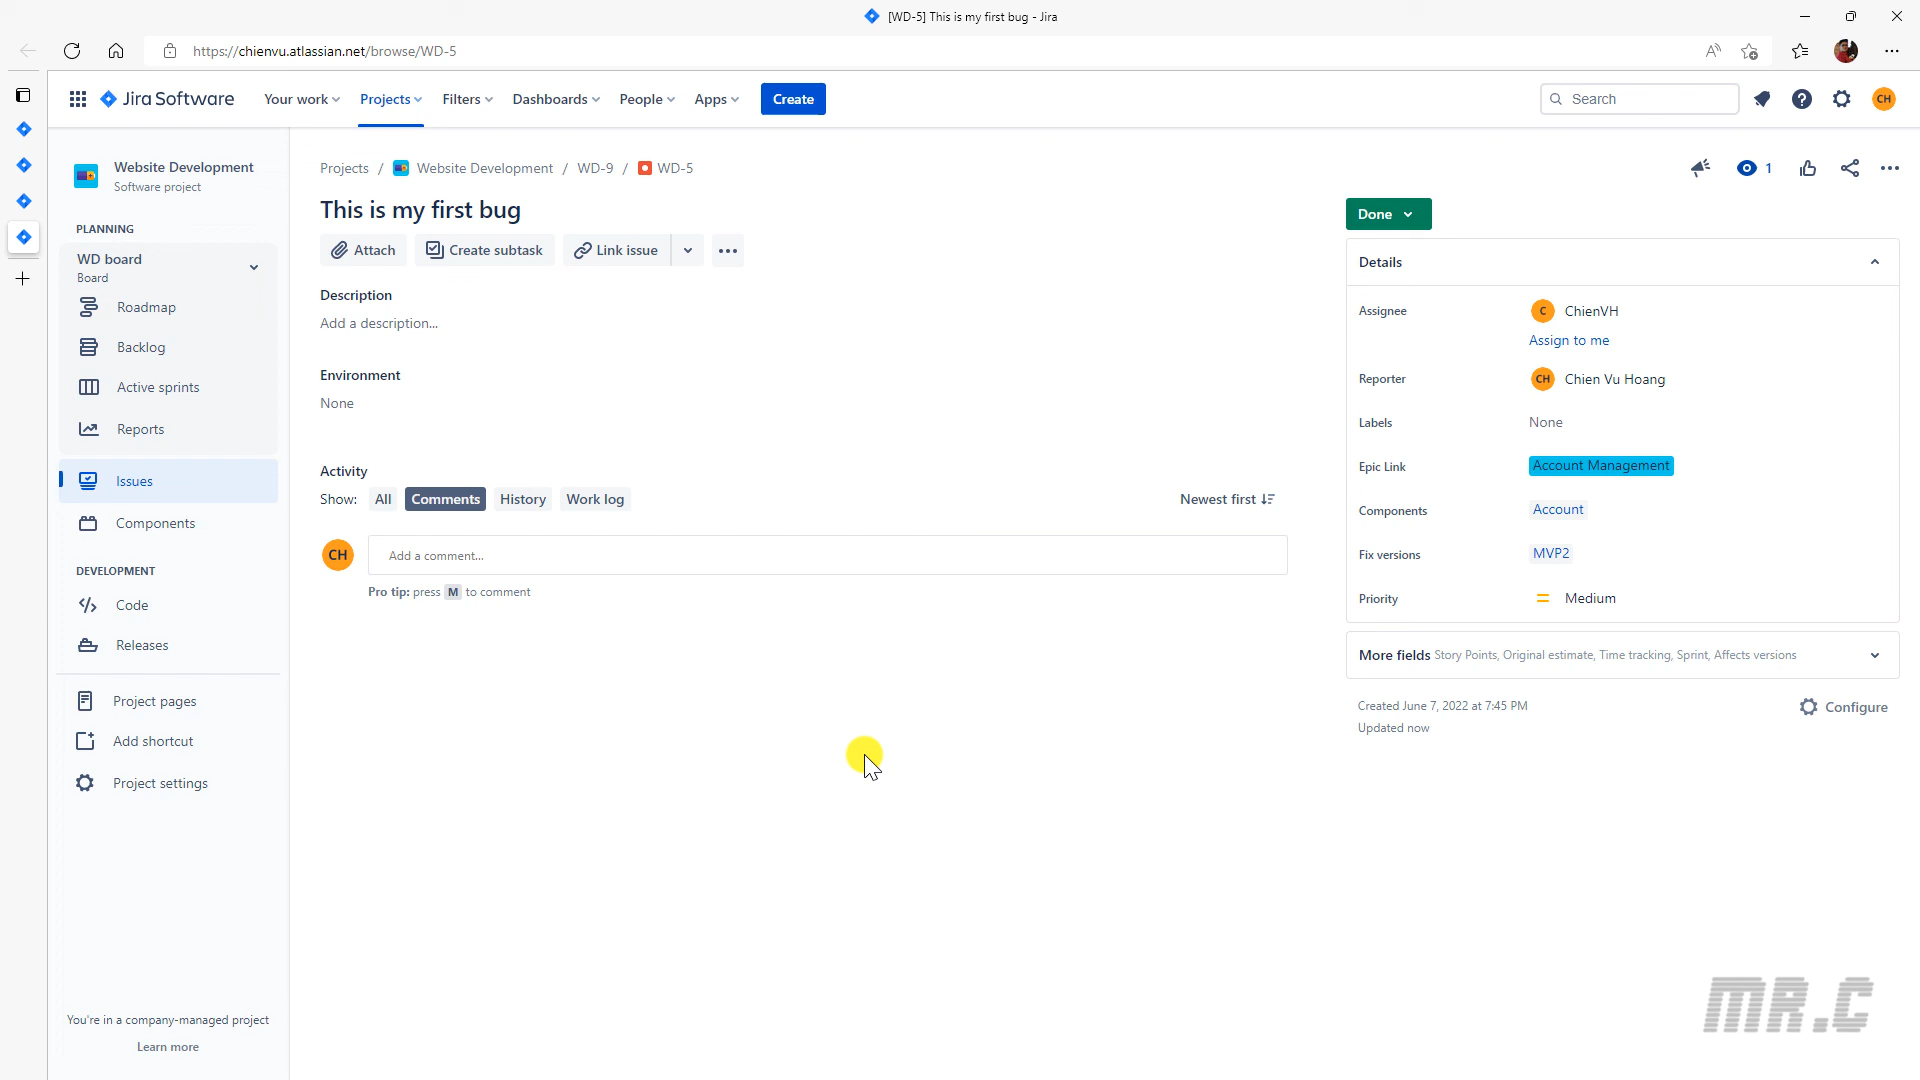 [WD-5] This is my first bug - Jira
https://chienvu.atlassian.net/browse/WD-5
Jira Software
Your work
Projects
Filters
Dashboards
People
Apps
Create
Search
CH
Website Development
Software project
PLANNING
WD board
Board
Roadmap
Backlog
Active sprints
Reports
Issues
Components
DEVELOPMENT
Code
Releases
Project pages
Add shortcut
Project settings
You're in a company-managed project
Learn more
Projects / Website Development / WD-9 / WD-5
1
This is my first bug
Attach
Create subtask
Link issue
Description
Add a description...
Environment
None
Activity
Show: All Comments History Work log
Newest first
CH
Add a comment...
Pro tip: press M to comment
Done
Details
Assignee
C ChienVH
Assign to me
Reporter
CH Chien Vu Hoang
Labels
None
Epic Link
Account Management
Components
Account
Fix versions
MVP2
Priority
Medium
More fields Story Points, Original estimate, Time tracking, Sprint, Affects versions
Created June 7, 2022 at 7:45 PM
Updated now
Configure
MR.C